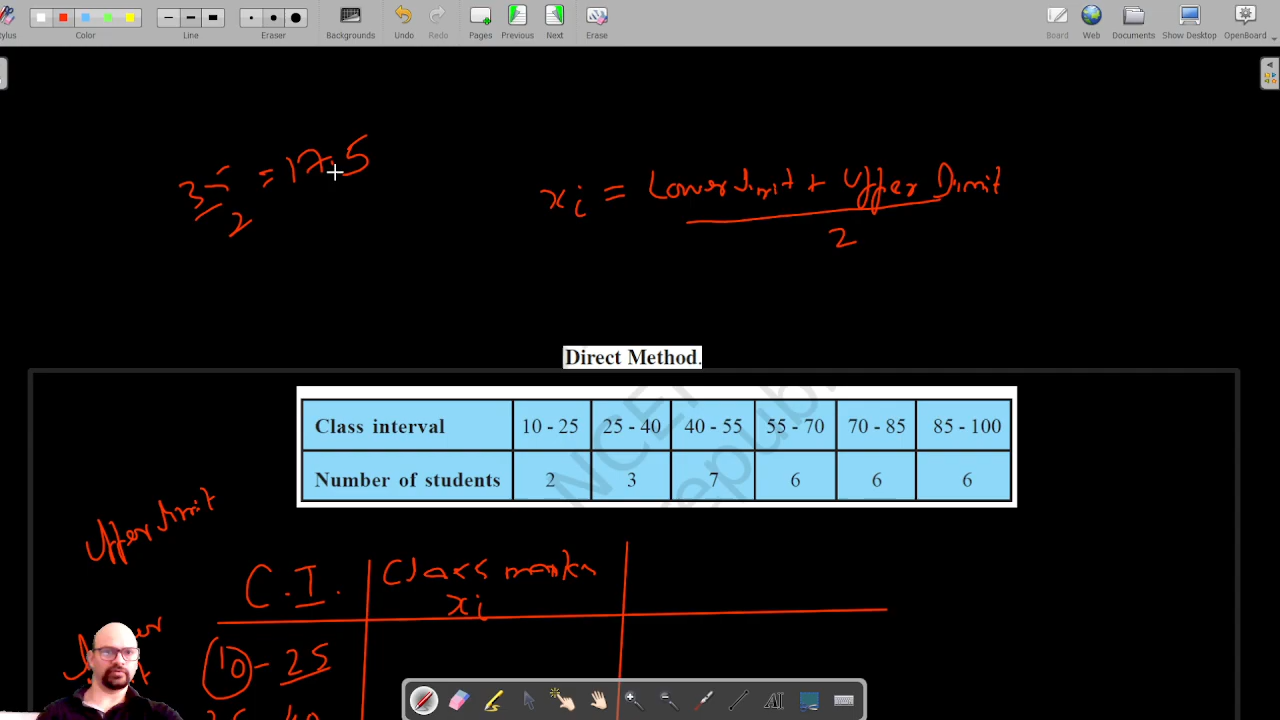 Stylus Color Line Eraser Backgrounds Undo Redo Pages Previous Next Erase Board Web Documents Show Desktop OpenBoard
35/2 = 17.5
xi = Lower limit + Upper Limit
2
Direct Method.
Class interval 10 - 25 25 - 40 40 - 55 55 - 70 70 - 85 85 - 100
Number of students 2 3 7 6 6 6
Upper limit
C.I. Class marks
xi
10 - 25